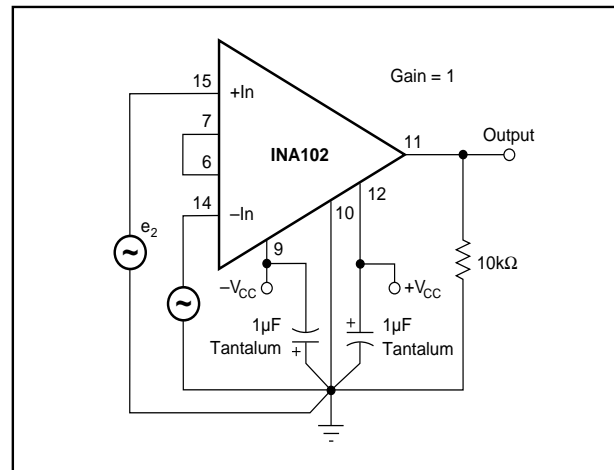 Gain = 1
15
+In
7
6
INA102
11
Output
14
–In
12
10
9
e2
–VCC
+VCC
10kΩ
1µF
Tantalum
+
+
1µF
Tantalum